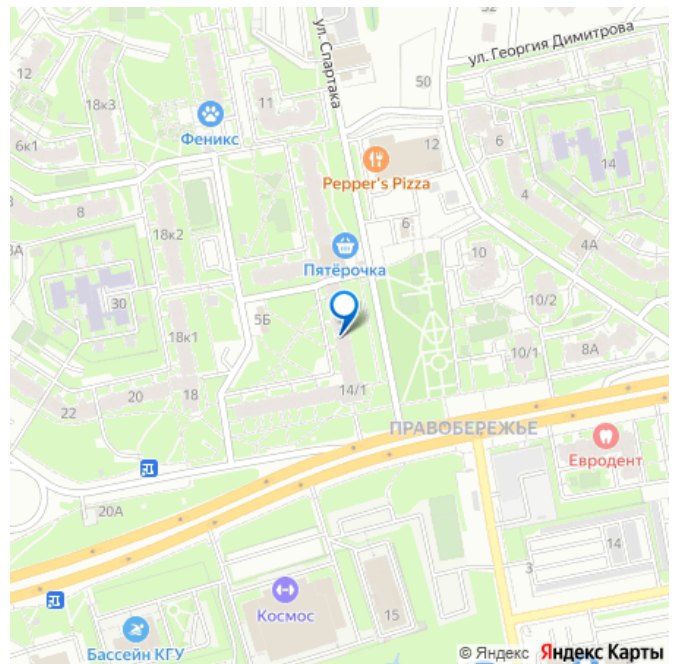 ул. Спартака
ул. Георгия Димитрова
12
50
18к3
11
Феникс
6к1
12
6
14
Pepper's Pizza
4
8
6
18к2
3А
10
4А
Пятёрочка
30
10/2
5Б
18к1
10/1
8А
20
18
14/1
22
ПРАВОБЕРЕЖЬЕ
Евродент
20А
14
3
Космос
15
Бассейн КГУ
© Яндекс Яндекс Карты